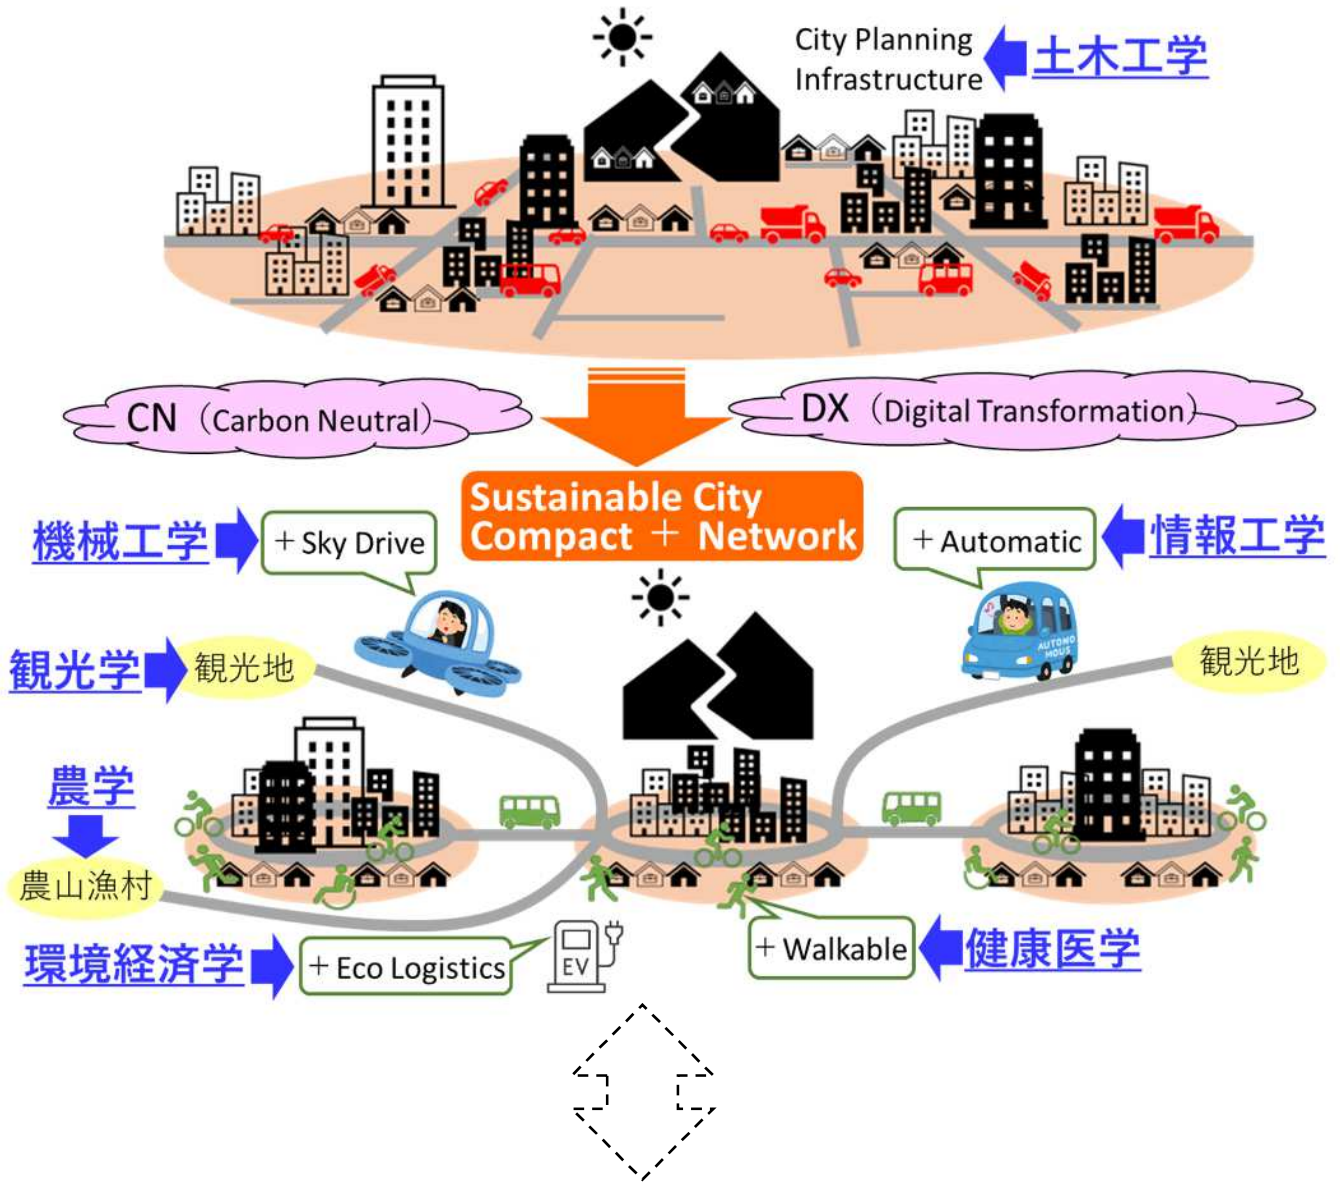 City Planning
Infrastructure
土木工学
CN（Carbon Neutral）
DX（Digital Transformation）
Sustainable City
Compact ＋ Network
機械工学
＋Sky Drive
＋Automatic
情報工学
観光学
観光地
AUTONO
MOUS
観光地
農学
農山漁村
環境経済学
＋Eco Logistics
EV
＋Walkable
健康医学